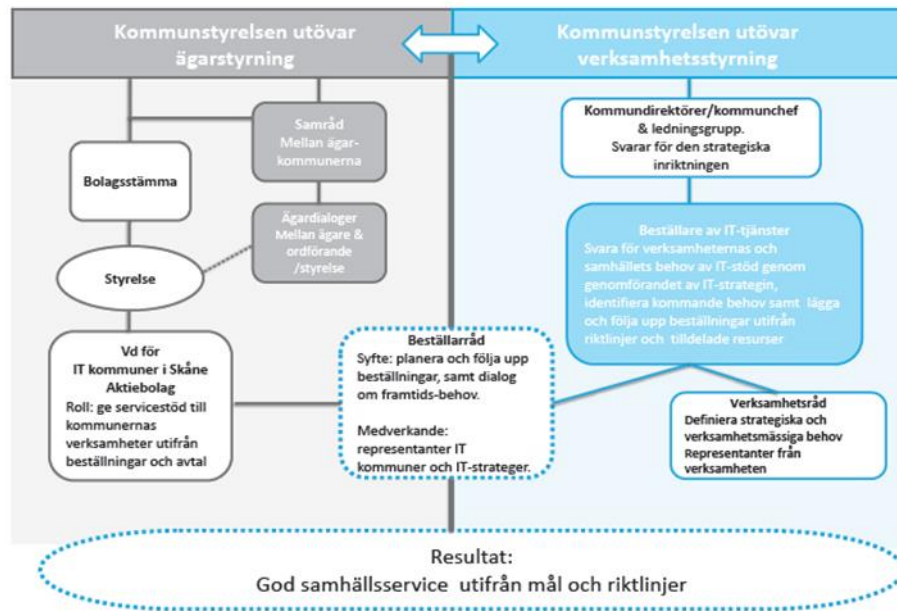 Kommunstyrelsen utövar
ägarstyrning
Kommunstyrelsen utövar
verksamhetsstyrning
Samråd
Mellan ägar-
kommunerna
Bolagsstämma
Ägardialoger
Mellan ägare &
ordförande
/styrelse
Styrelse
Vd för
IT kommuner i Skåne
Aktiebolag
Roll: ge servicestöd till
kommunernas
verksameter utifrån
beställningar och avtal
Beställarråd
Syfte: planera och följa upp
beställningar, samt dialog
om framtids-behov.
Medverkande:
representanter IT
kommuner och IT-strateger.
Kommundirektörer/kommunchef
& ledningsgrupp.
Svarar för den strategiska
inriktningen
Beställare av IT-tjänster
Svara för verksamheternas och
samhällets behov av IT-stöd genom
genomförandet av IT-strategin,
identifiera kommande behov samt lägga
och följa upp beställningar utifrån
riktlinjer och tilldelade resurser
Verksamhetsråd
Definiera strategiska och
verksamhetsmässiga behov
Representanter från
verksamheten
Resultat:
God samhällsservice utifrån mål och riktlinjer